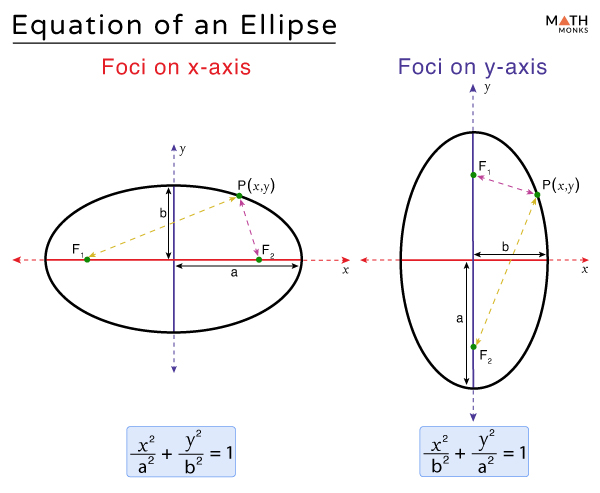 Equation of an Ellipse
MATH
MONKS
Foci on x-axis
Foci on y-axis
y
P(x,y)
b
F₁
F₂
a
x
x²/a² + y²/b² = 1
y
F₁
P(x,y)
b
x
a
F₂
x²/b² + y²/a² = 1